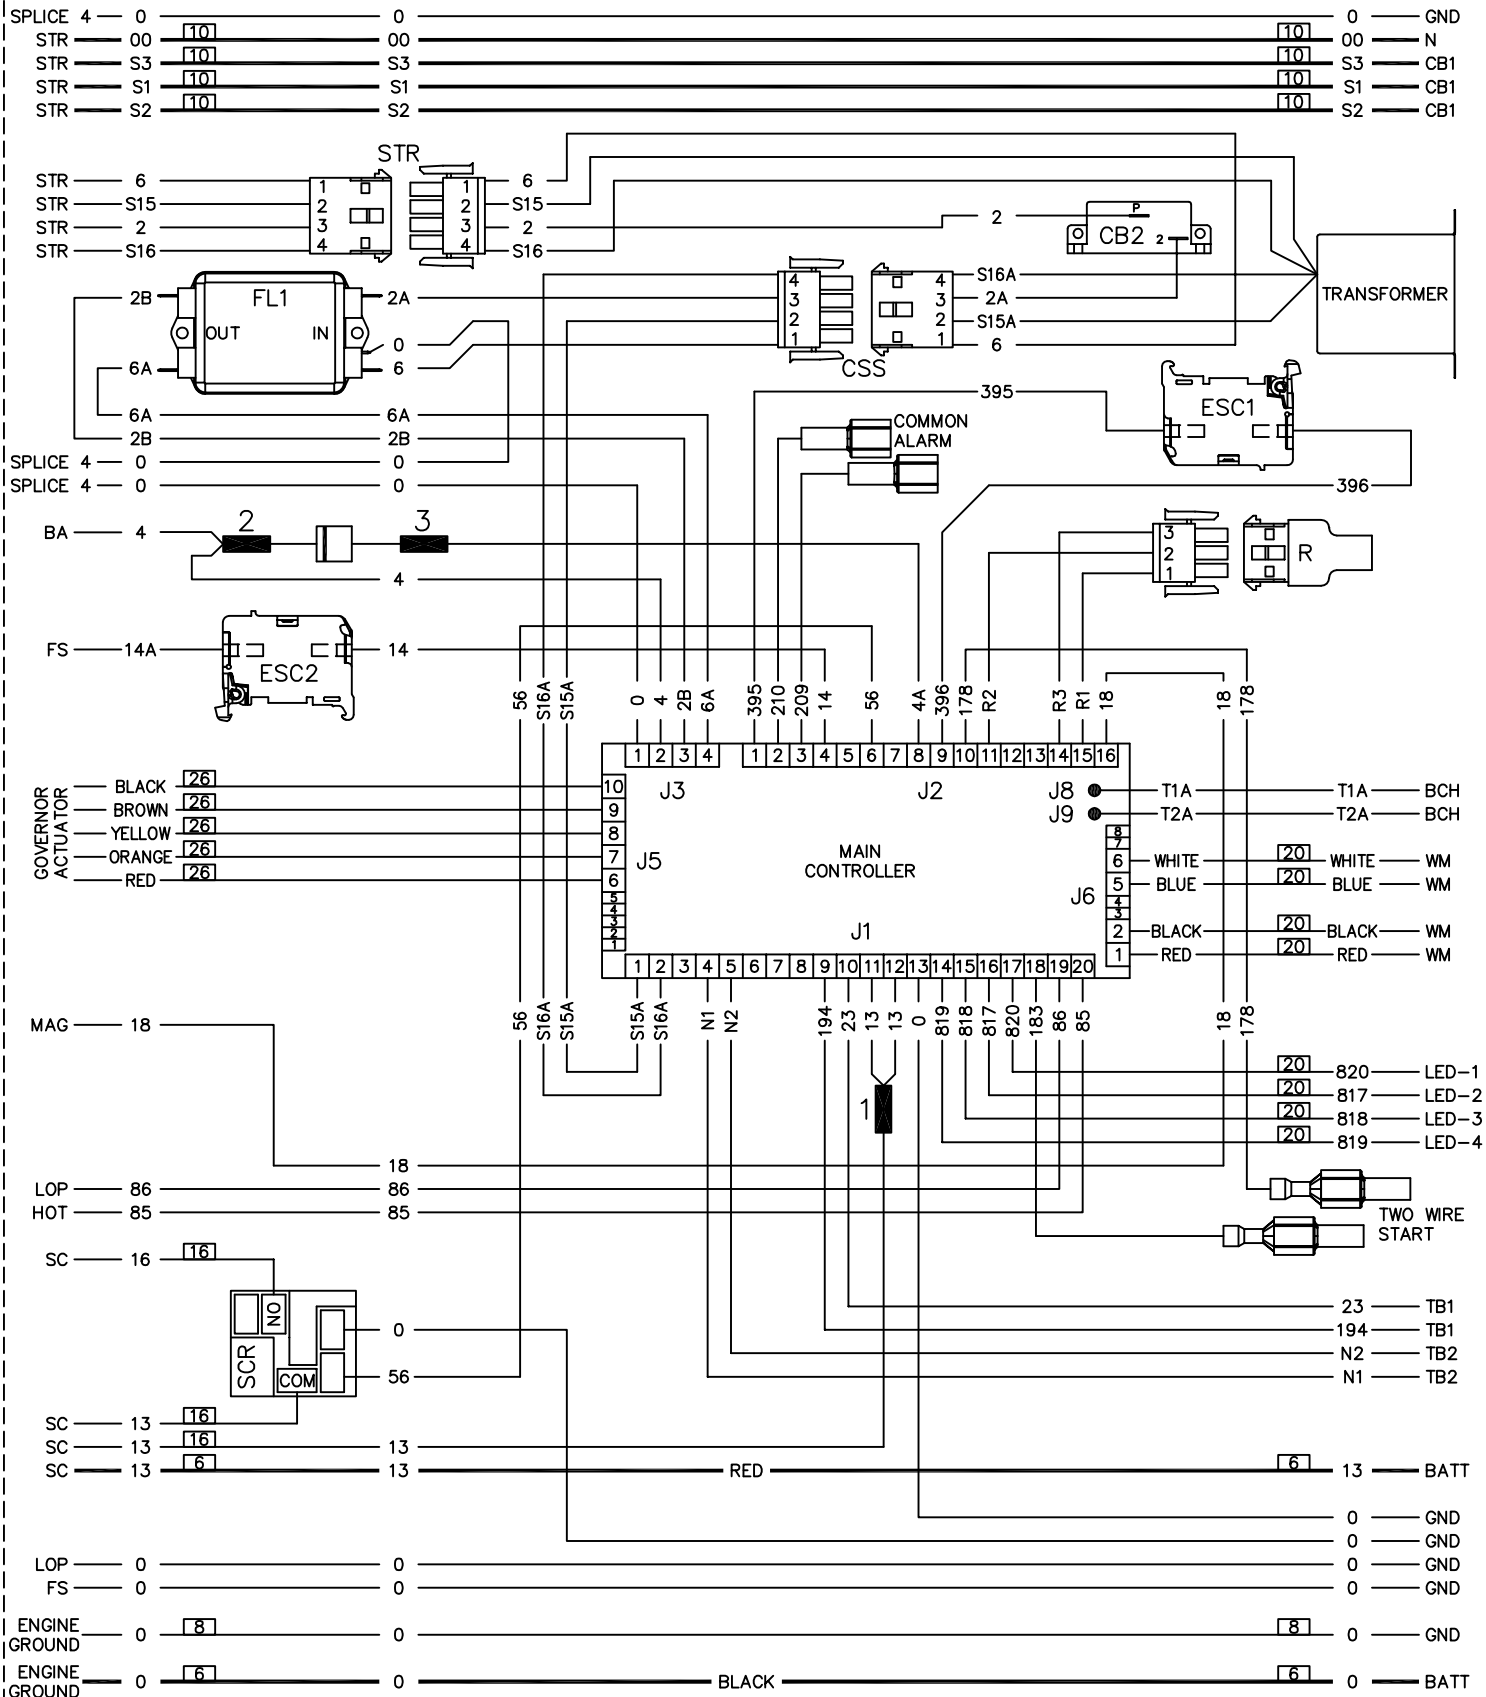 SPLICE 4 0 0 0 GND
STR 00 10 00 10 00 N
STR S3 10 S3 10 S3 CB1
STR S1 10 S1 10 S1 CB1
STR S2 10 S2 10 S2 CB1
STR
STR 6 1 1 6
STR S15 2 2 S15
STR 2 3 3 2 2
STR S16 4 4 S16
P
CB2 2
4 4 S16A
3 3 2A
2 2 S15A
1 1 6
CSS
TRANSFORMER
2B FL1 2A
OUT IN
0
6A 6
6A 6A
2B 2B
SPLICE 4 0 0
SPLICE 4 0 0
395
COMMON
ALARM
ESC1
396
BA 4 2 3
4
3
2
1
R
FS 14A ESC2 14
56 S16A S15A 0 4 2B 6A 395 210 209 14 56 4A 396 178 R2 R3 R1 18 18 178
1 2 3 4 1 2 3 4 5 6 7 8 9 10 11 12 13 14 15 16
J3 J2 J8 T1A T1A BCH
J9 T2A T2A BCH
GOVERNOR
ACTUATOR
BLACK 26 10
BROWN 26 9
YELLOW 26 8
ORANGE 26 7
RED 26 6
5
4
3
2
1
J5
MAIN
CONTROLLER
J6
8
7
6 WHITE 20 WHITE WM
5 BLUE 20 BLUE WM
4
3
2 BLACK 20 BLACK WM
1 RED 20 RED WM
J1
1 2 3 4 5 6 7 8 9 10 11 12 13 14 15 16 17 18 19 20
56 S16A S15A S15A S16A N1 N2 194 23 13 13 0 819 818 817 820 183 86 85 18 178
MAG 18
20 820 LED-1
20 817 LED-2
20 818 LED-3
20 819 LED-4
1
18
LOP 86 86
HOT 85 85
TWO WIRE
START
SC 16 16
NO
SCR
COM
0
56
23 TB1
194 TB1
N2 TB2
N1 TB2
SC 13 16
SC 13 16 13
SC 13 6 13 RED 6 13 BATT
0 GND
0 GND
LOP 0 0 0 GND
FS 0 0 0 GND
ENGINE
GROUND 0 8 0 8 0 GND
ENGINE
GROUND 0 6 0 BLACK 6 0 BATT